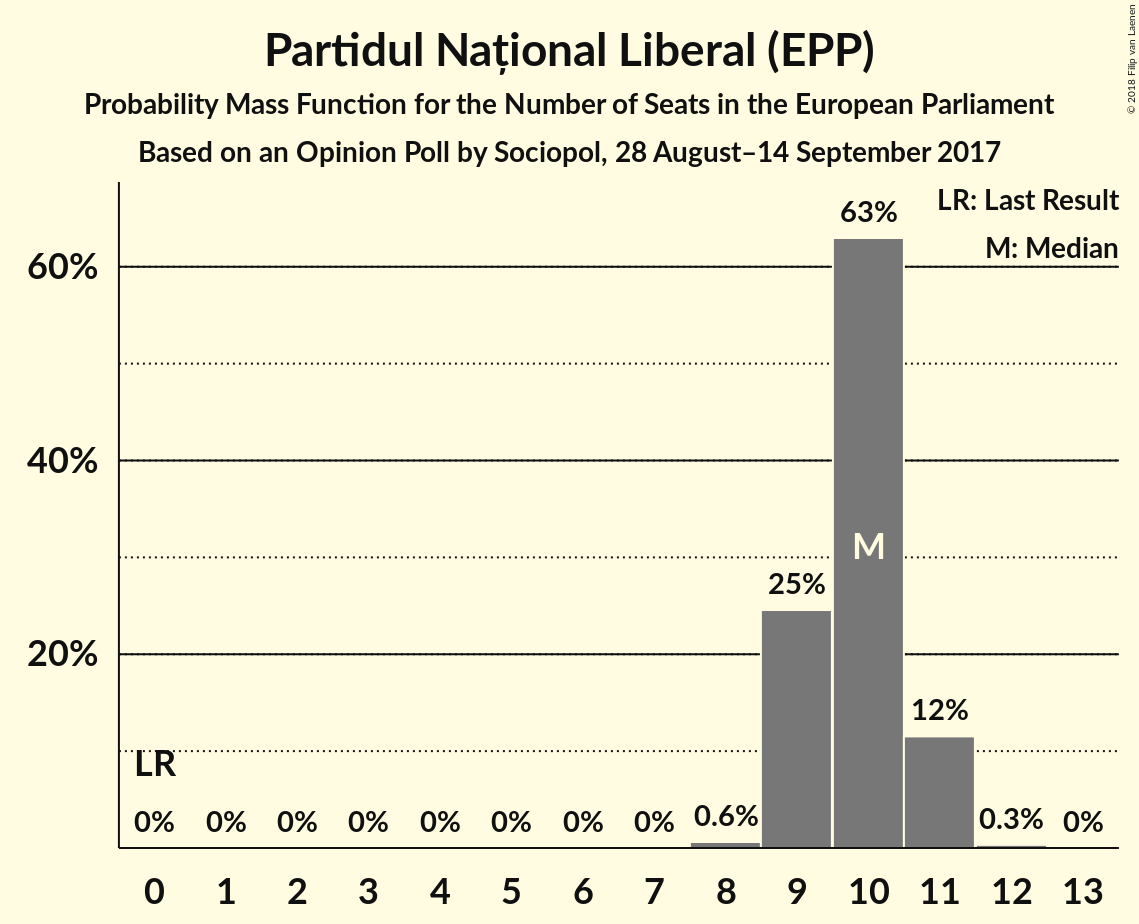 Partidul Național Liberal (EPP)
Probability Mass Function for the Number of Seats in the European Parliament
Based on an Opinion Poll by Sociopol, 28 August–14 September 2017
© 2018 Filip van Laenen
LR: Last Result
M: Median
60%
40%
20%
63%
M
25%
12%
LR
0% 0% 0% 0% 0% 0% 0% 0% 0.6% 0.3% 0%
0 1 2 3 4 5 6 7 8 9 10 11 12 13